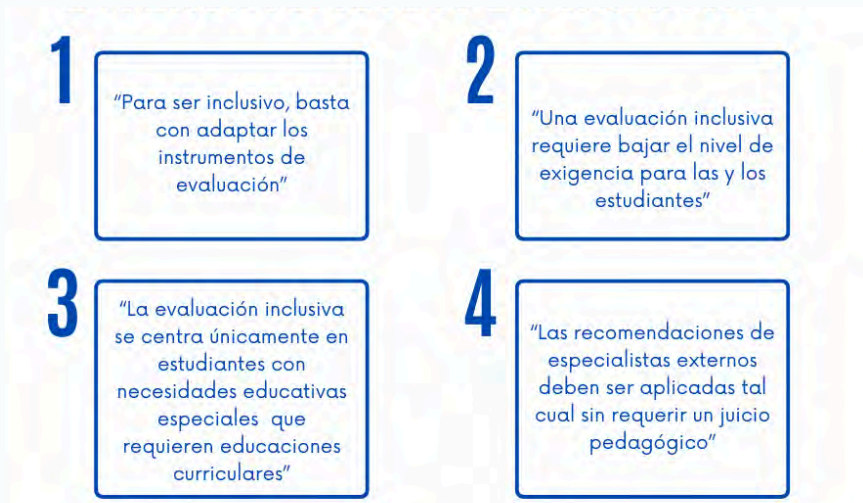 1
“Para ser inclusivo, basta
con adaptar los
instrumentos de
evaluación”
2
“Una evaluación inclusiva
requiere bajar el nivel de
exigencia para las y los
estudiantes”
3
“La evaluación inclusiva
se centra únicamente en
estudiantes con
necesidades educativas
especiales que
requieren educaciones
curriculares”
4
“Las recomendaciones de
especialistas externos
deben ser aplicadas tal
cual sin requerir un juicio
pedagógico”